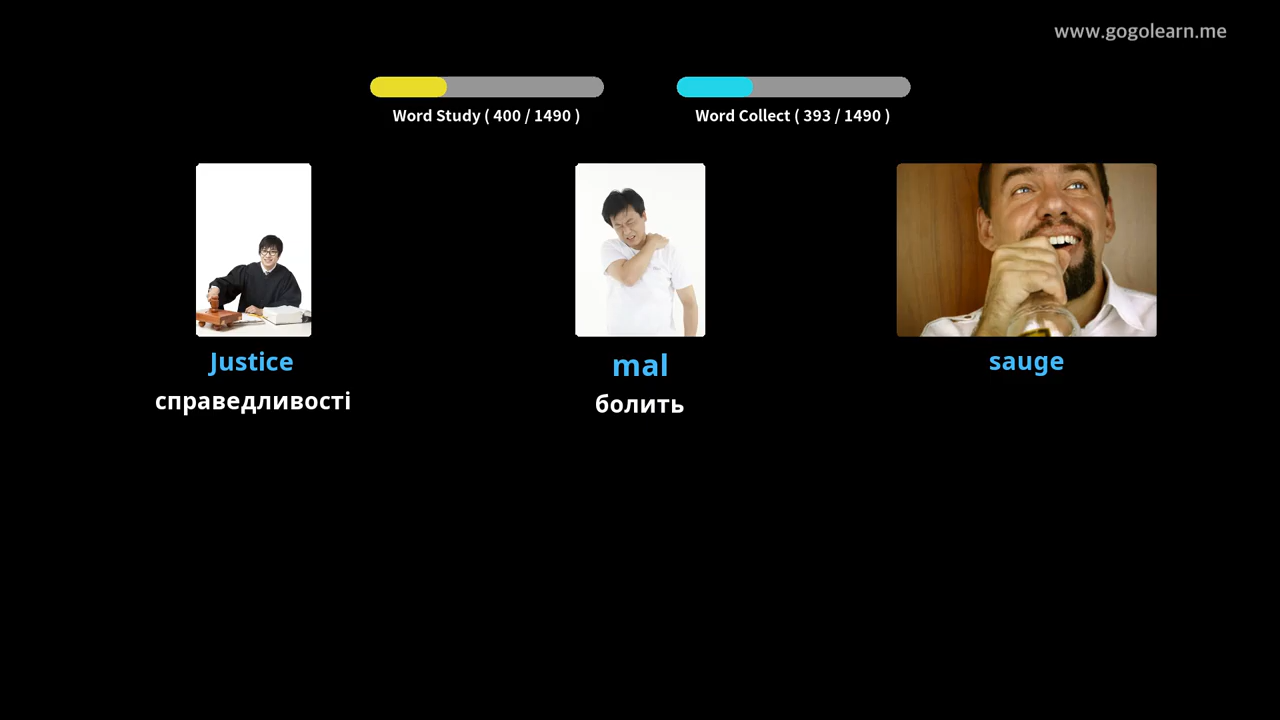 www.gogolearn.me
Word Study ( 400 / 1490 )
Word Collect ( 393 / 1490 )
Justice
справедливості
mal
болить
sauge